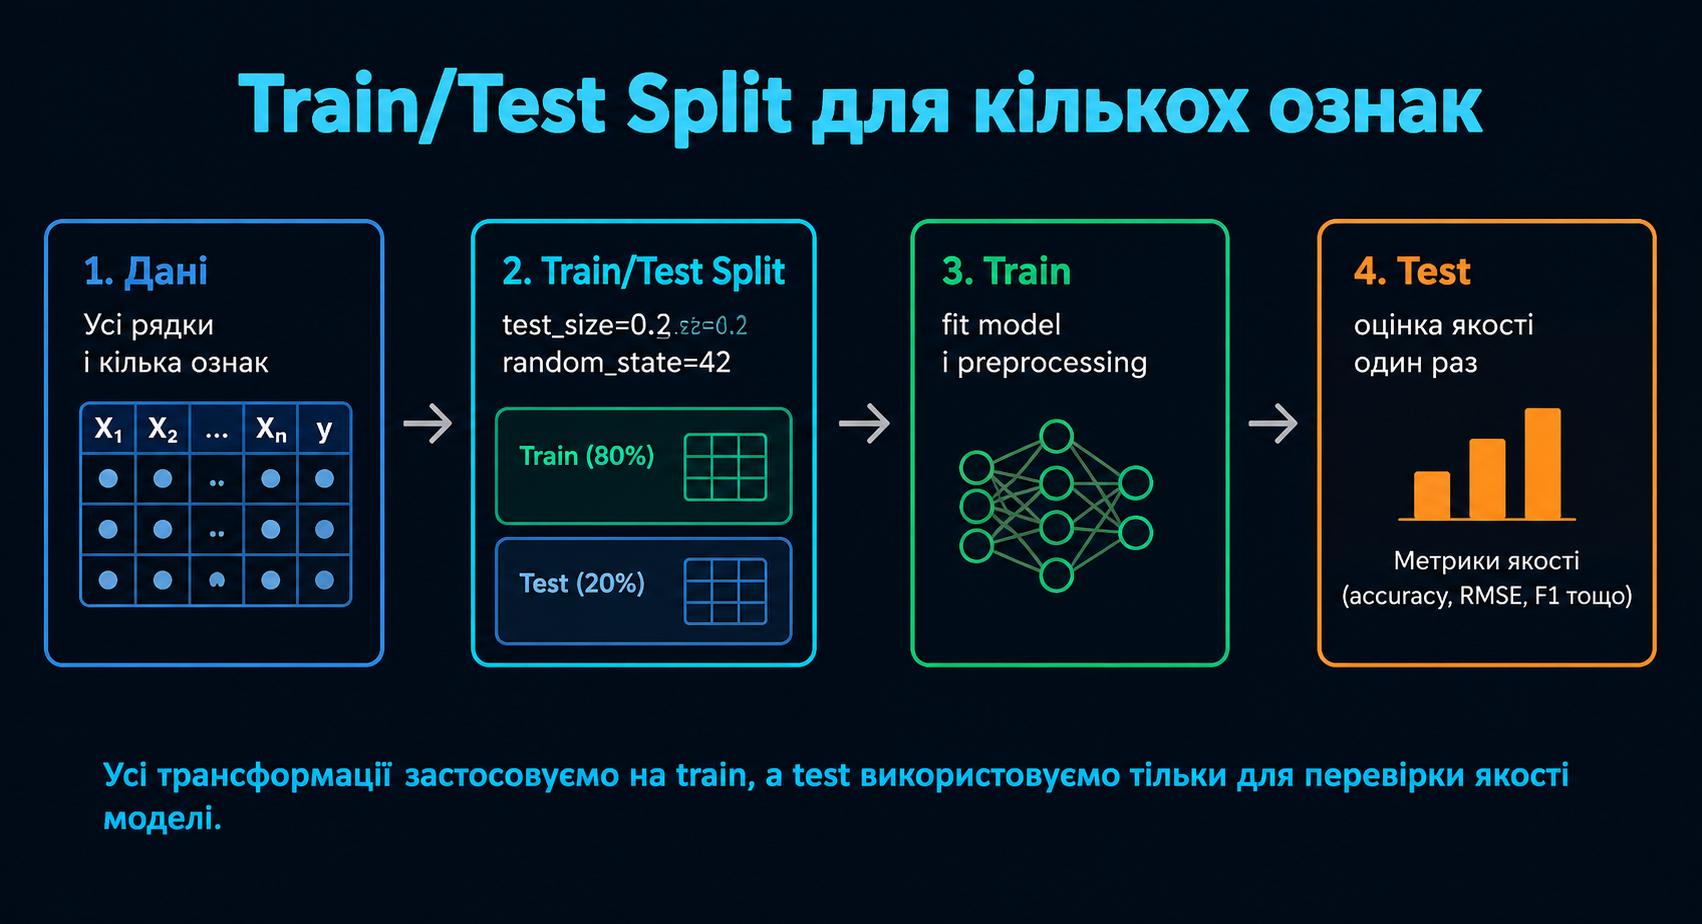 Train/Test Split для кількох ознак
1. Дані
Усі рядки
і кілька ознак
X₁ X₂ ... Xₙ y
2. Train/Test Split
test_size=0.2
random_state=42
Train (80%)
Test (20%)
3. Train
fit model
і preprocessing
4. Test
оцінка якості
один раз
Метрики якості
(accuracy, RMSE, F1 тощо)
Усі трансформації застосовуємо на train, а test використовуємо тільки для перевірки якості
моделі.